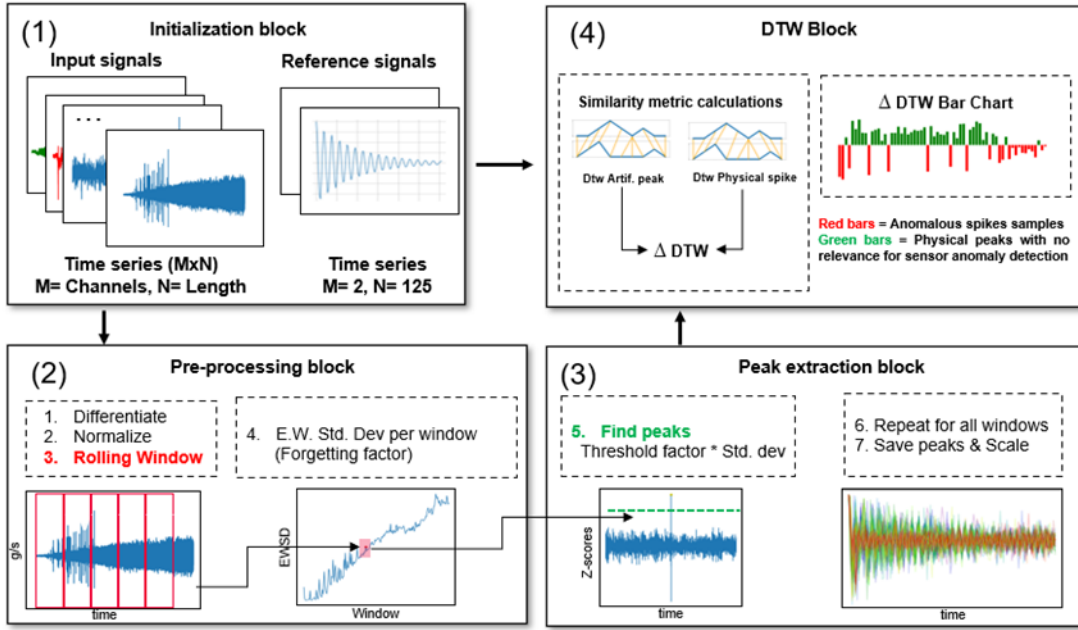 (1)
Initialization block
Input signals
Reference signals
...
Time series (MxN)
M= Channels, N= Length
Time series
M= 2, N= 125
(4)
DTW Block
Similarity metric calculations
Dtw Artif. peak
Dtw Physical spike
Δ DTW
Δ DTW Bar Chart
Red bars = Anomalous spikes samples
Green bars = Physical peaks with no
relevance for sensor anomaly detection
(2)
Pre-processing block
1. Differentiate
2. Normalize
3. Rolling Window
4. E.W. Std. Dev per window
(Forgetting factor)
g/s
time
EWSD
Window
(3)
Peak extraction block
5. Find peaks
Threshold factor * Std. dev
6. Repeat for all windows
7. Save peaks & Scale
Z-scores
time
time